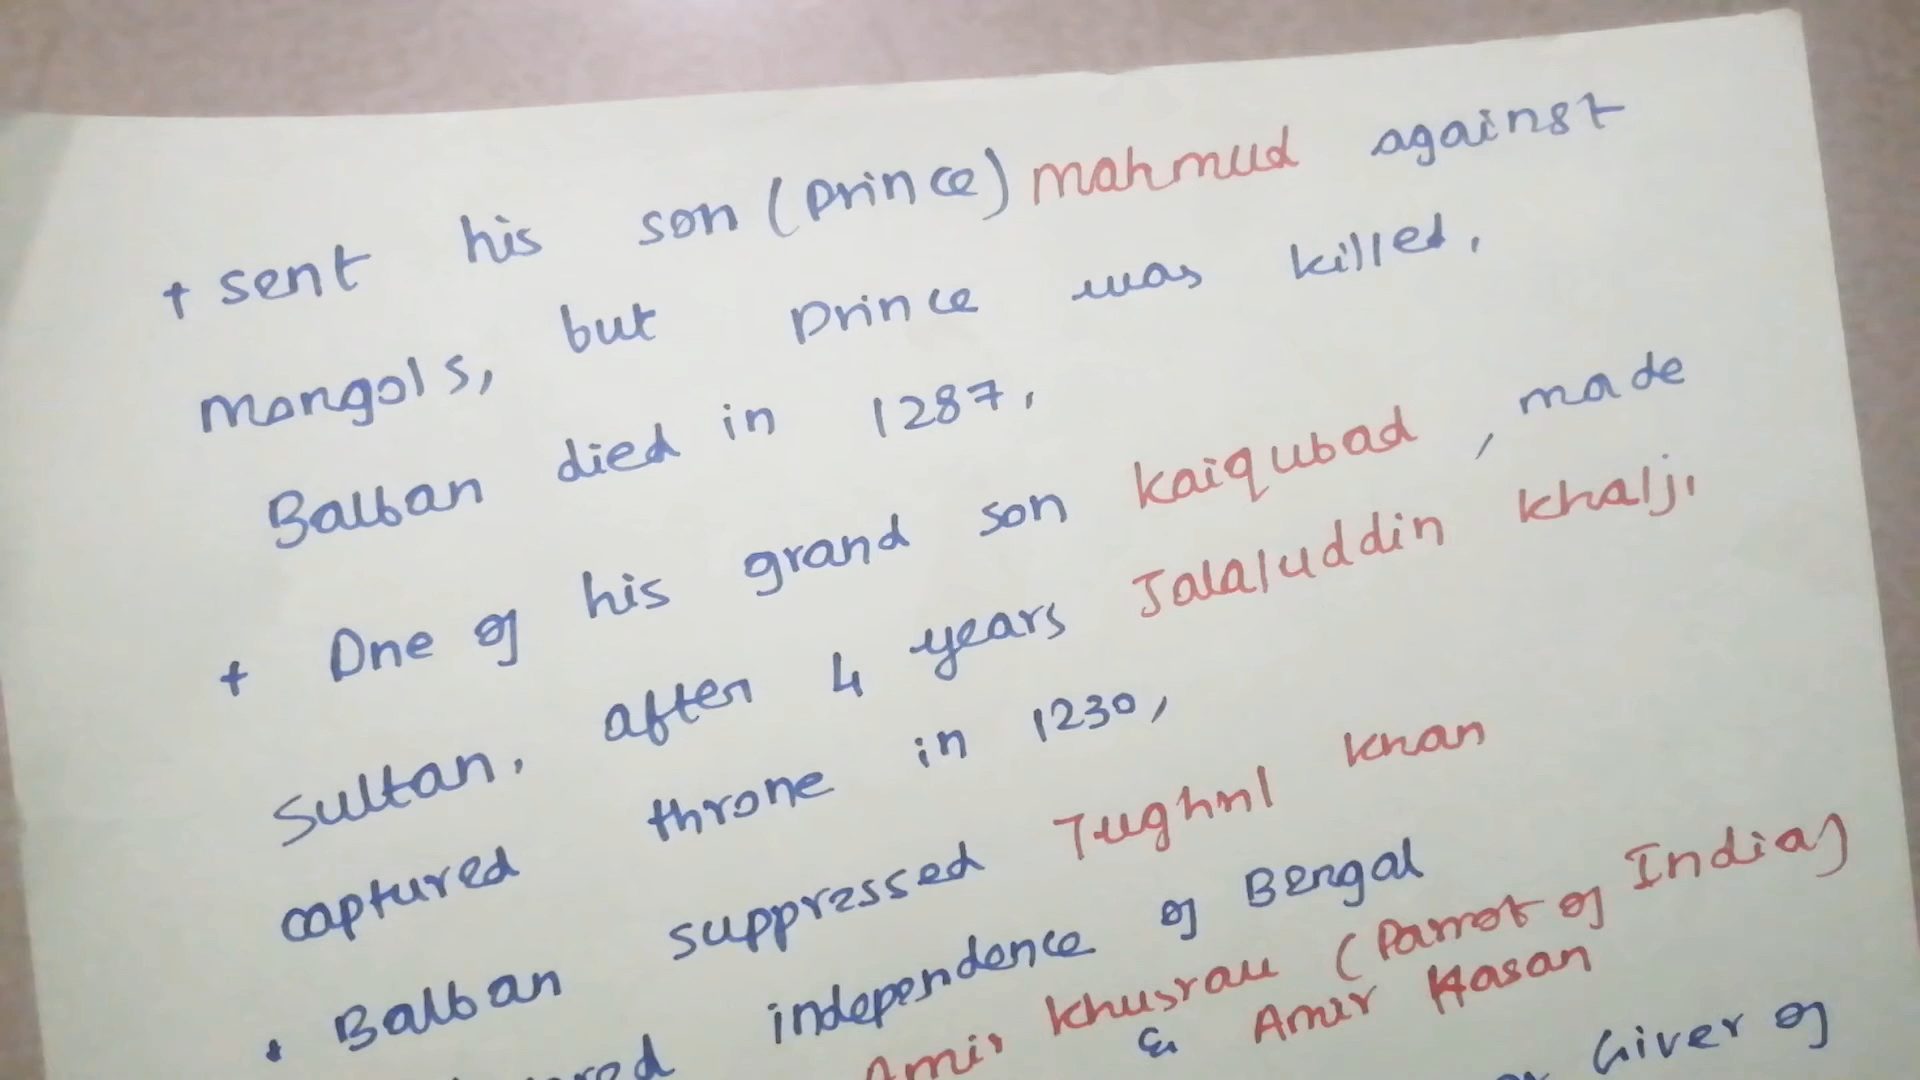 + sent his son (prince) mahmud against
Mongols, but prince was killed.
Balban died in 1287.
+ One of his grand son kaiqubad, made
Sultan. after 4 years Jalaluddin khalji
captured throne in 1230,
• Balban suppressed Tughril khan
independence of Bengal
Amir Khusrau (Parrot of India)
& Amir Hasan
Giver of